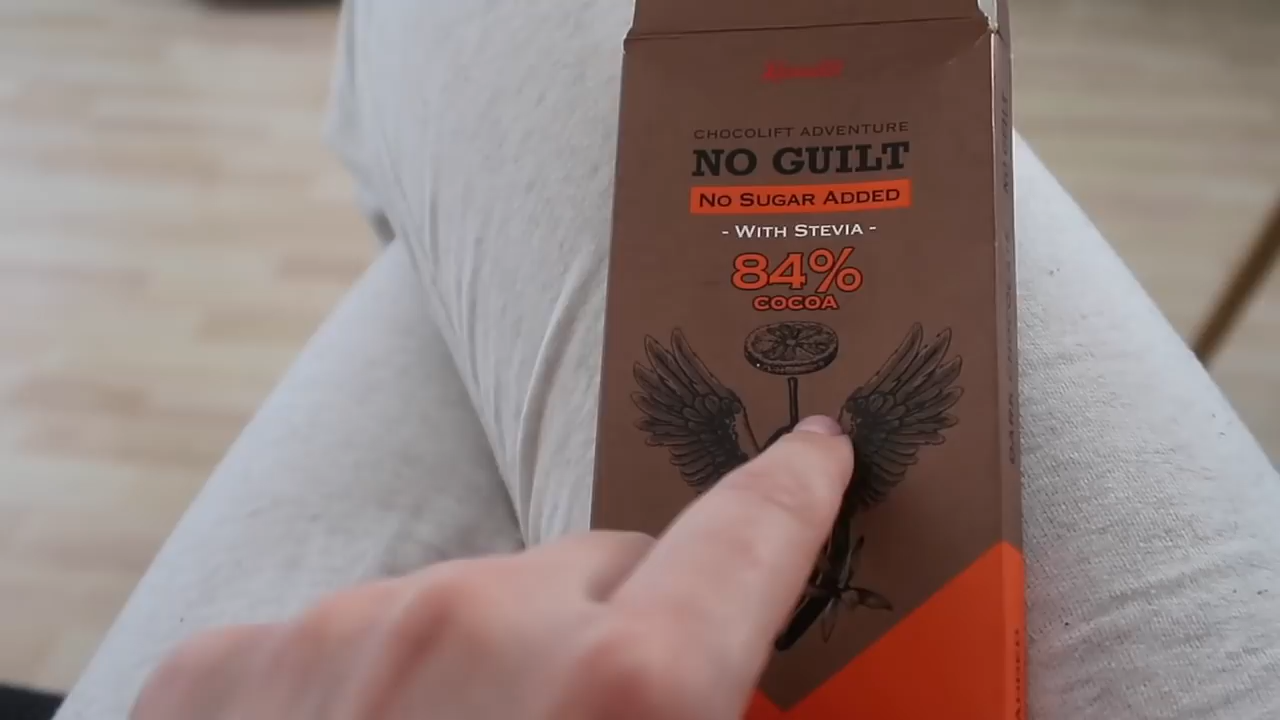 CHOCOLIFT ADVENTURE
NO GUILT
NO SUGAR ADDED
- WITH STEVIA -
84%
COCOA